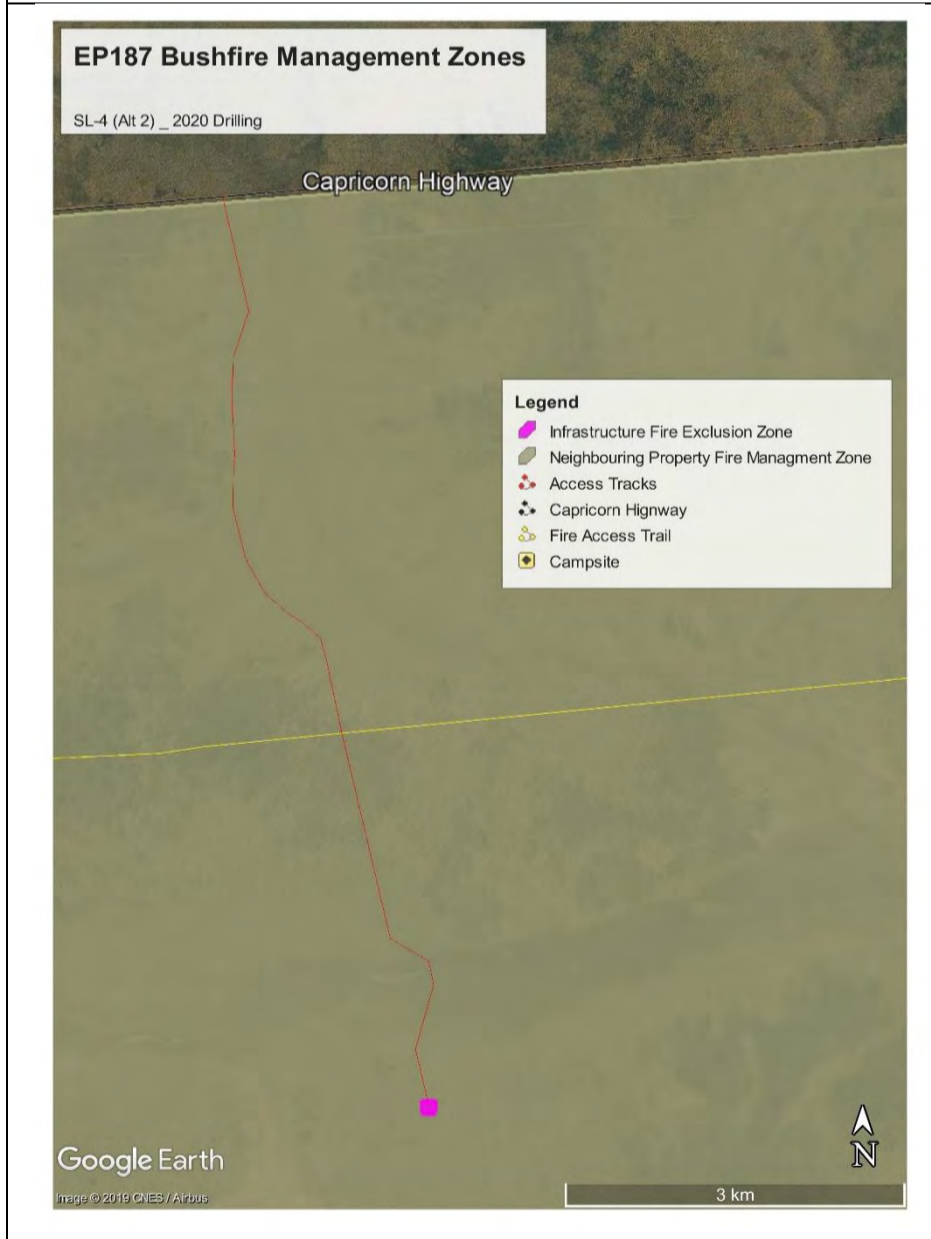 EP187 Bushfire Management Zones
SL-4 (Alt 2) _ 2020 Drilling
Capricorn Highway
Legend
Infrastructure Fire Exclusion Zone
Neighbouring Property Fire Managment Zone
Access Tracks
Capricorn Hignway
Fire Access Trail
Campsite
N
Google Earth
Image © 2019 CNES / Airbus
3 km